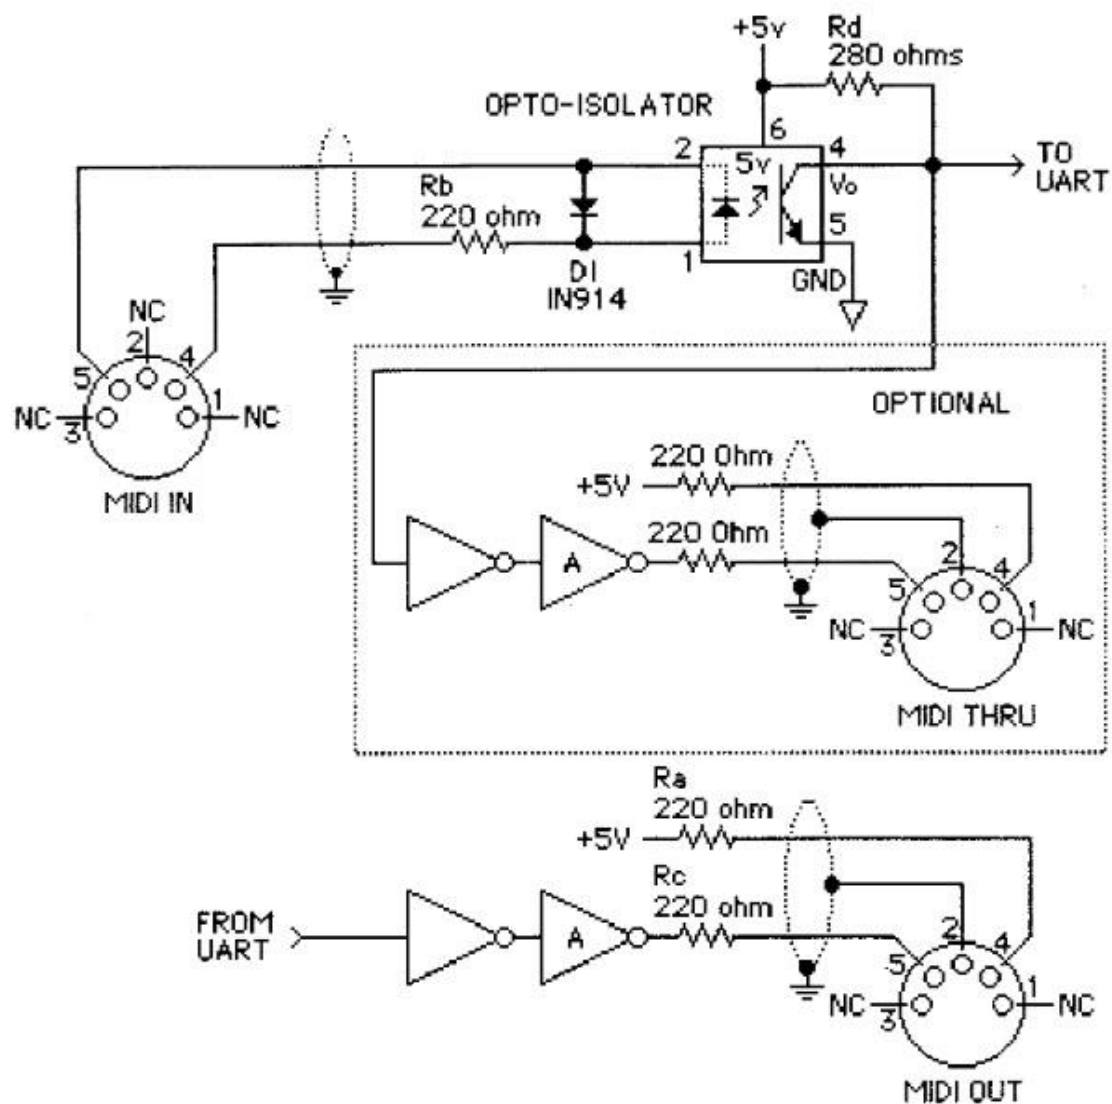 +5v
Rd
280 ohms
OPTO-ISOLATOR
6
2
5v
4
TO
UART
Vo
Rb
220 ohm
5
1
GND
D1
IN914
NC
2
4
5
1
NC
3
NC
MIDI IN
OPTIONAL
220 Ohm
+5V
220 Ohm
A
2
4
5
1
NC
3
NC
MIDI THRU
Ra
220 ohm
+5V
Rc
220 ohm
FROM
UART
A
2
4
5
1
NC
3
NC
MIDI OUT